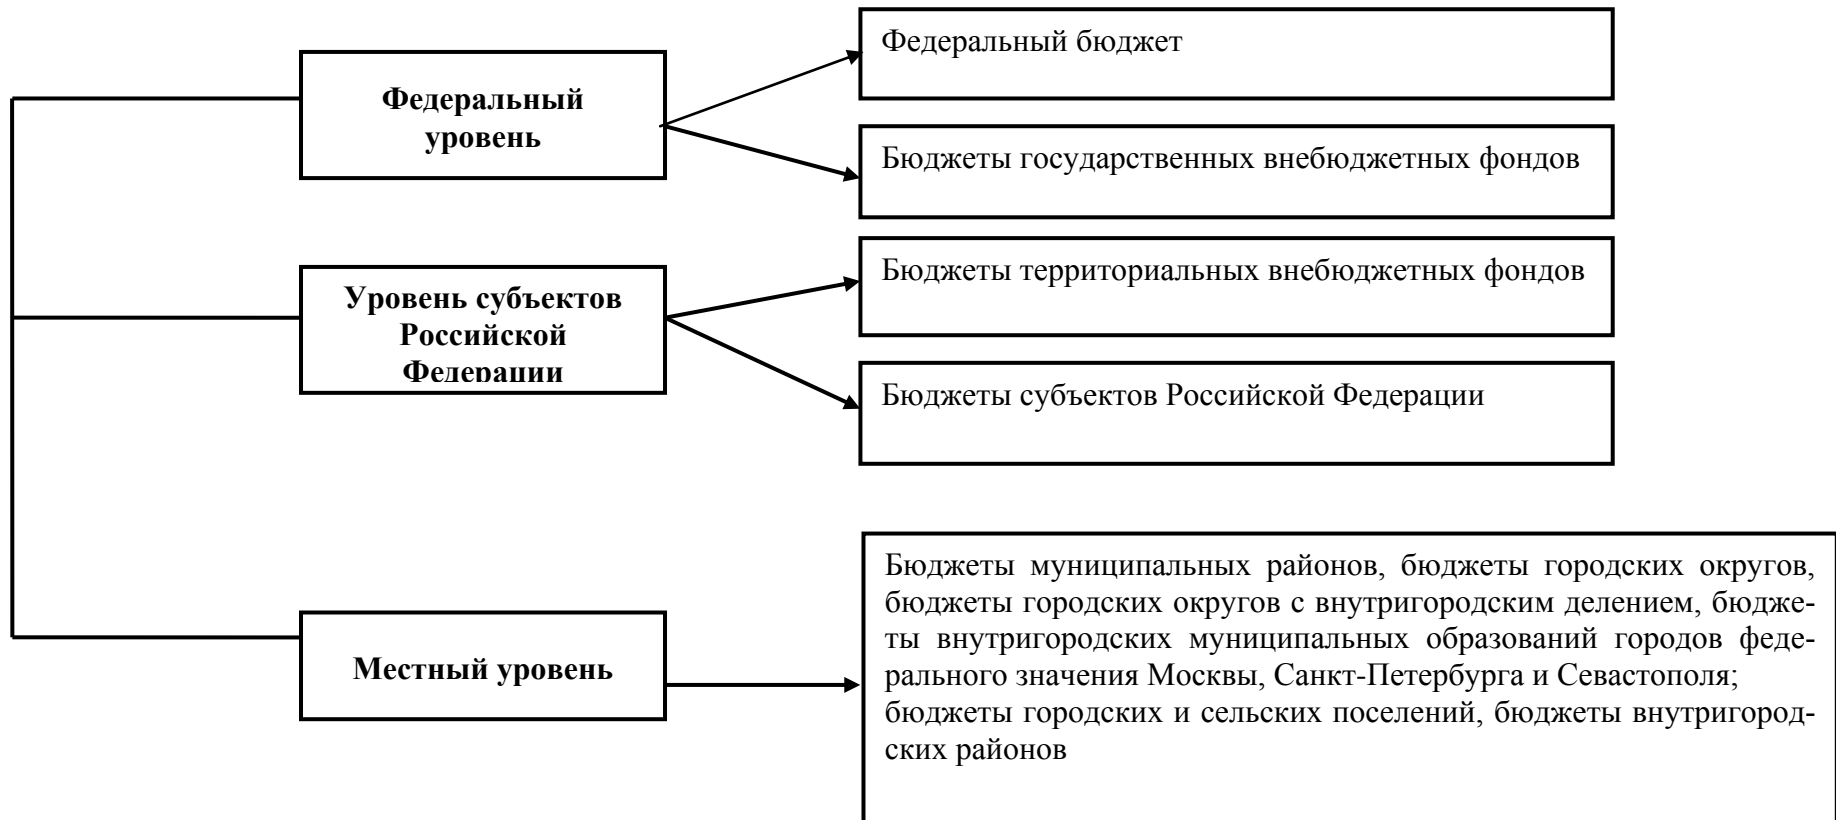 Федеральный бюджет
Федеральный
уровень
Бюджеты государственных внебюджетных фондов
Бюджеты территориальных внебюджетных фондов
Уровень субъектов
Российской
Федерации
Бюджеты субъектов Российской Федерации
Местный уровень
Бюджеты муниципальных районов, бюджеты городских округов,
бюджеты городских округов с внутригородским делением, бюдже-
ты внутригородских муниципальных образований городов феде-
рального значения Москвы, Санкт-Петербурга и Севастополя;
бюджеты городских и сельских поселений, бюджеты внутригород-
ских районов